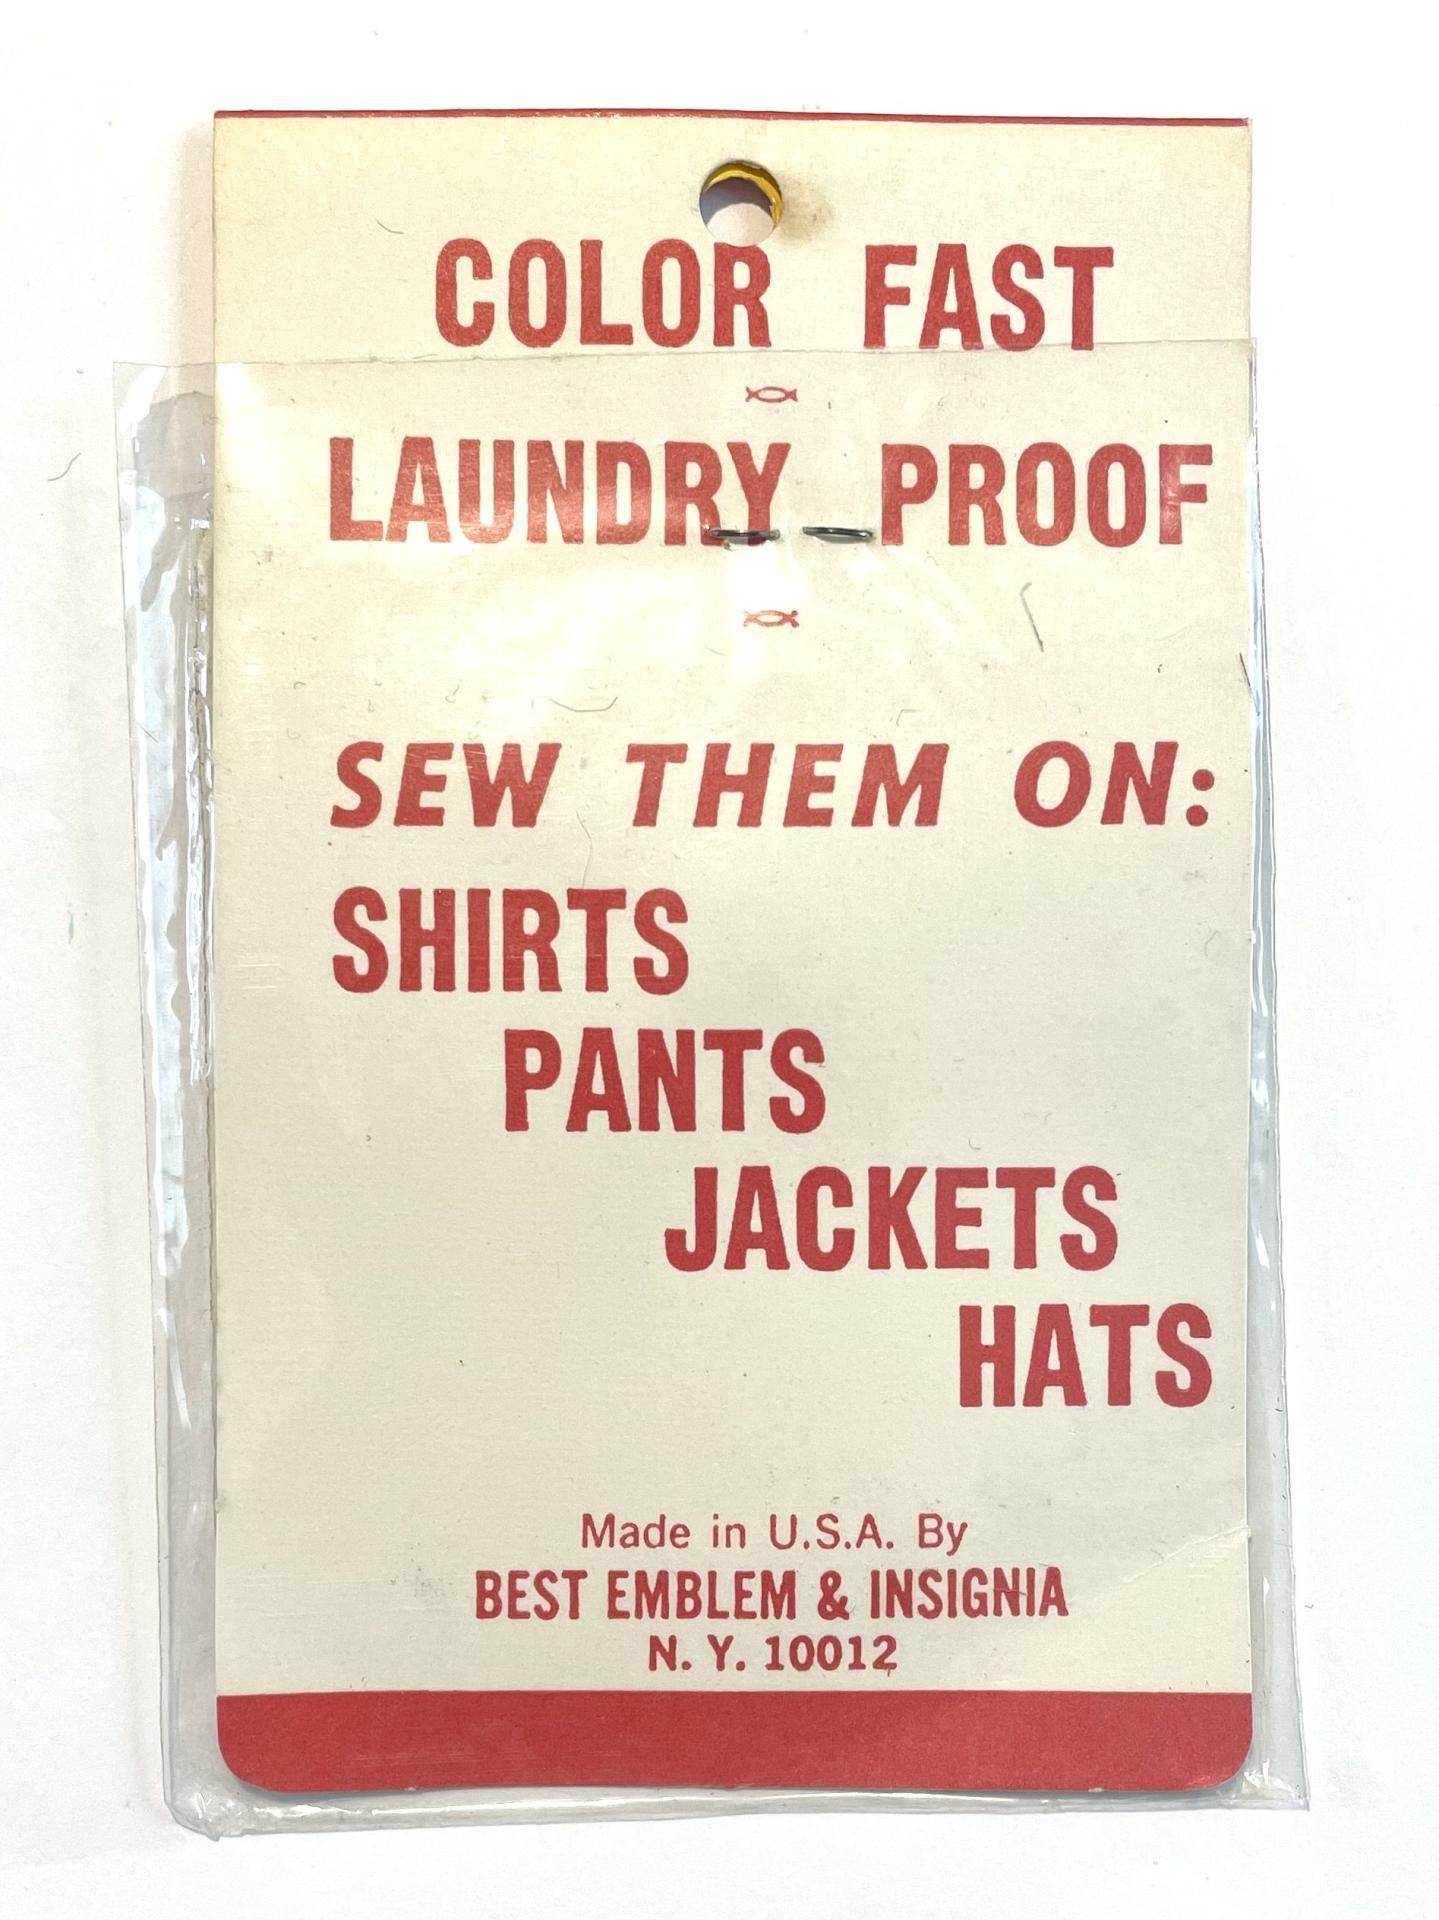 COLOR FAST
LAUNDRY PROOF
SEW THEM ON:
SHIRTS
PANTS
JACKETS
HATS
Made in U.S.A. By
BEST EMBLEM & INSIGNIA
N. Y. 10012